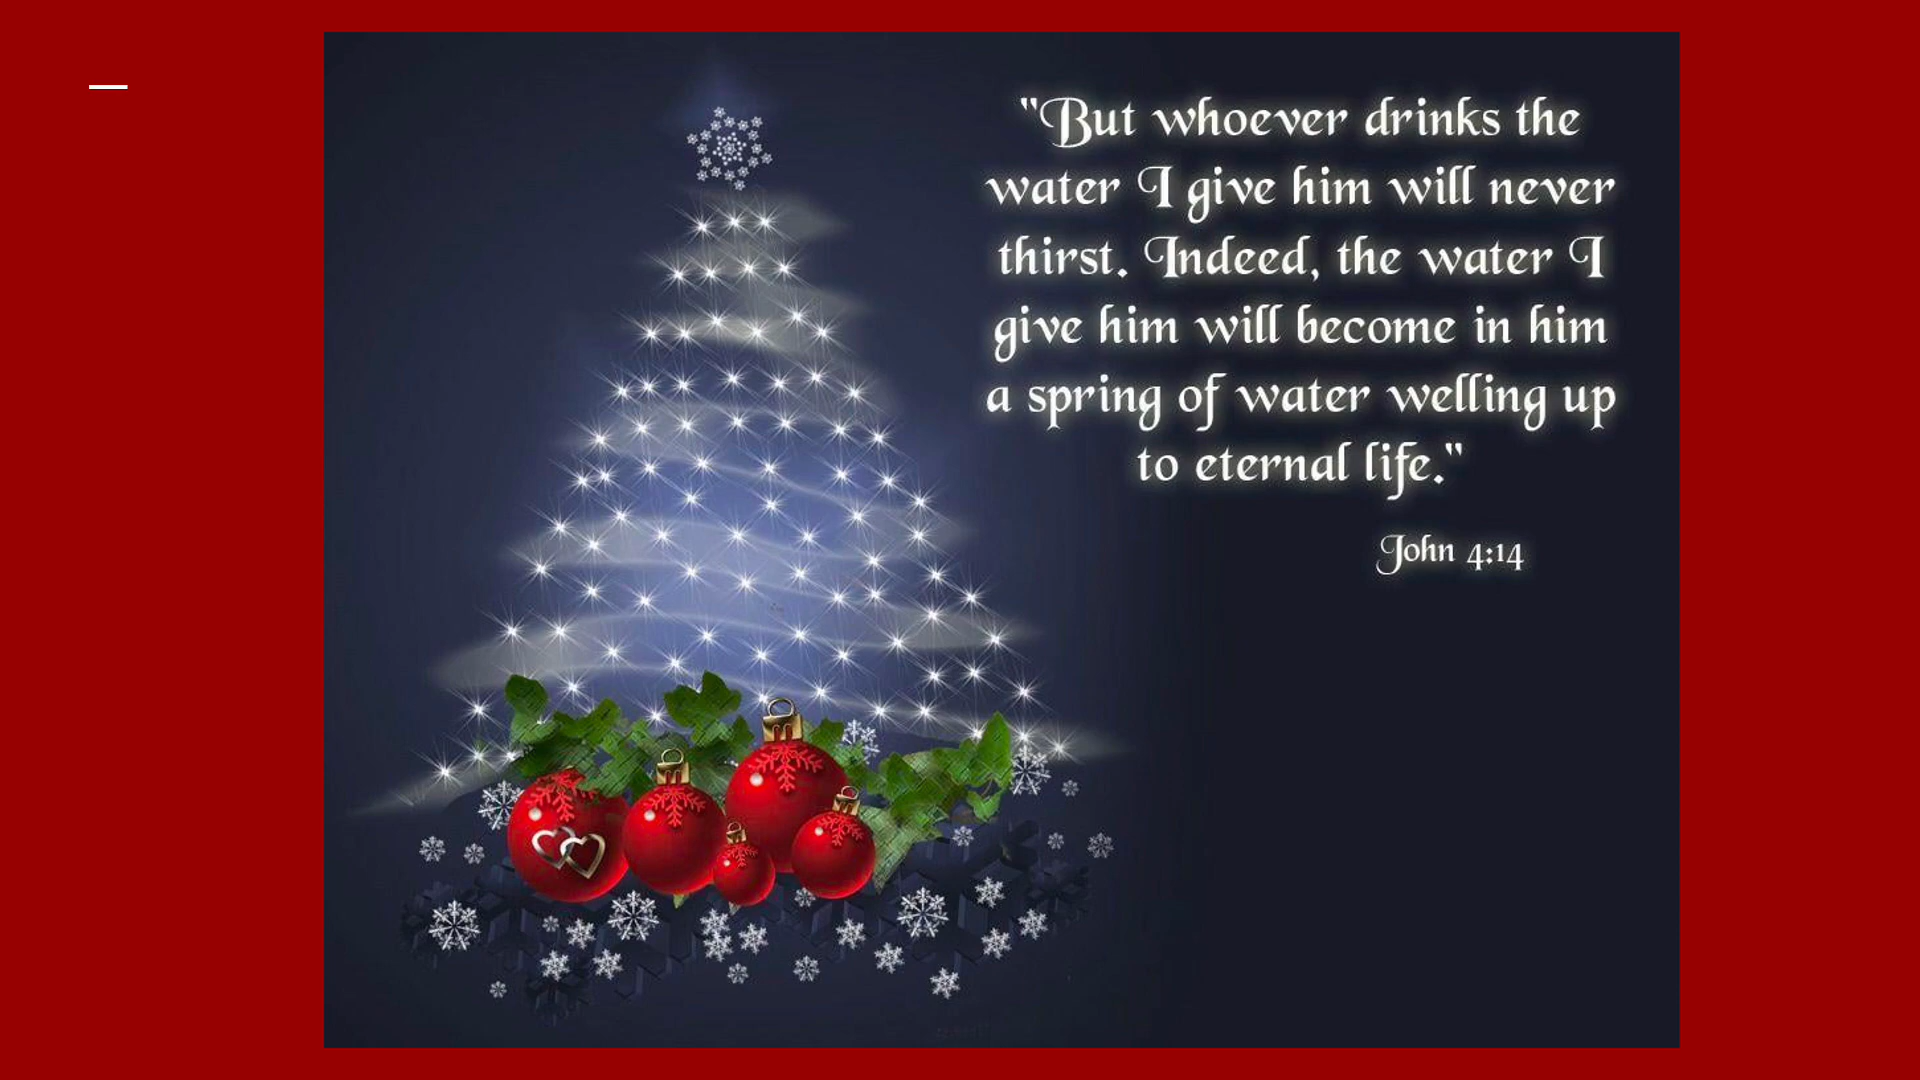 "But whoever drinks the
water I give him will never
thirst. Indeed, the water I
give him will become in him
a spring of water welling up
to eternal life."
John 4:14